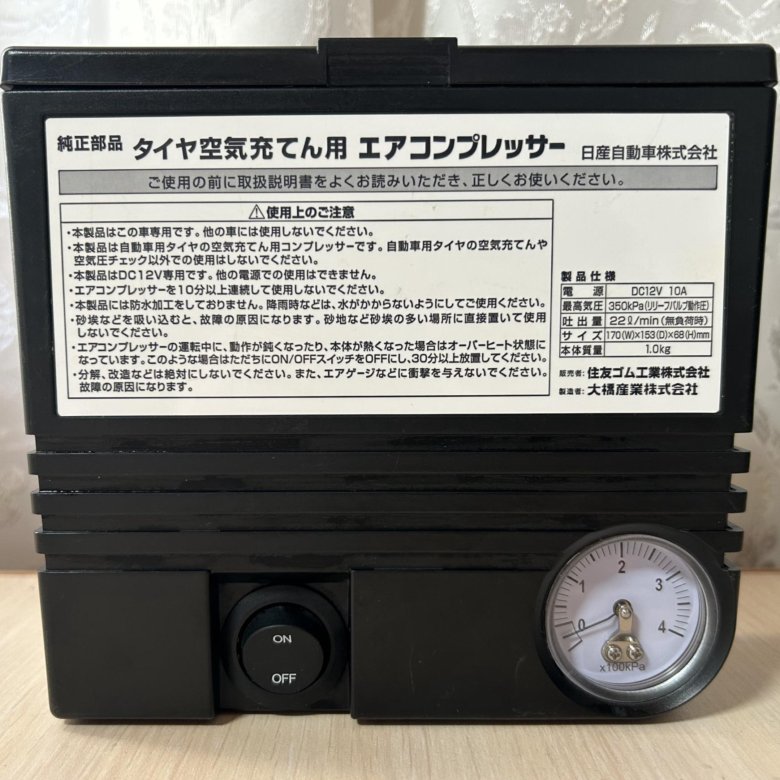 純正部品 タイヤ空気充てん用 エアコンプレッサー 日産自動車株式会社
ご使用の前に取扱説明書をよくお読みいただき、正しくお使いください。
⚠使用上のご注意
・本製品はこの車専用です。他の車には使用しないでください。
・本製品は自動車用タイヤの空気充てん用コンプレッサーです。自動車用タイヤの空気充てんや
空気圧チェック以外での使用はしないでください。
・本製品はDC12V専用です。他の電源での使用はできません。
・エアコンプレッサーを10分以上連続して使用しないでください。
・本製品には防水加工をしておりません。降雨時などは、水がかからないようにしてご使用ください。
・砂埃などを吸い込むと、故障の原因になります。砂地など砂埃の多い場所に直接置いて使用
しないでください。
・エアコンプレッサーの運転中に、動作が鈍くなったり、本体が熱くなった場合はオーバーヒート状態に
なっています。このような場合はただちにON/OFFスイッチをOFFにし、30分以上放置してください。
・分解、改造などは絶対にしないでください。また、エアゲージなどに衝撃を与えないでください。
故障の原因になります。
製品仕様
電源 DC12V 10A
最高気圧 350kPa(リリーフバルブ動作圧)
吐出量 22ℓ/min(無負荷時)
サイズ 170(W)×153(D)×68(H)mm
本体質量 1.0kg
販売者: 住友ゴム工業株式会社
製造者: 大橋産業株式会社
ON
OFF
0 1 2 3 4
x100kPa